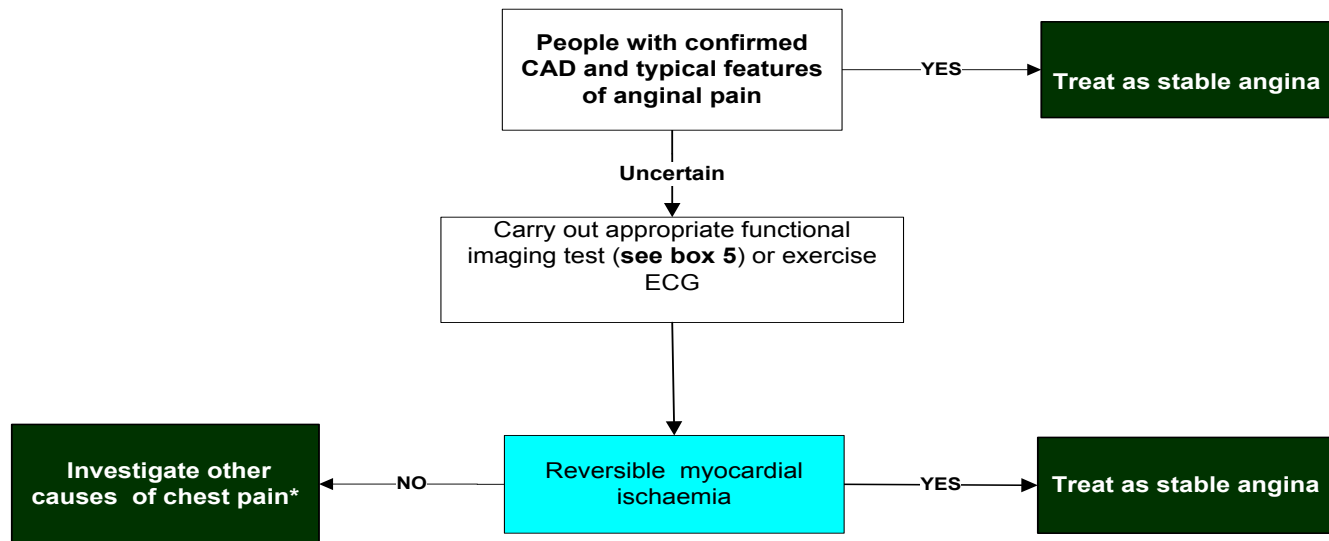 People with confirmed
CAD and typical features
of anginal pain
YES
Treat as stable angina
Uncertain
Carry out appropriate functional
imaging test (see box 5) or exercise
ECG
Investigate other
causes of chest pain*
NO
Reversible myocardial
ischaemia
YES
Treat as stable angina